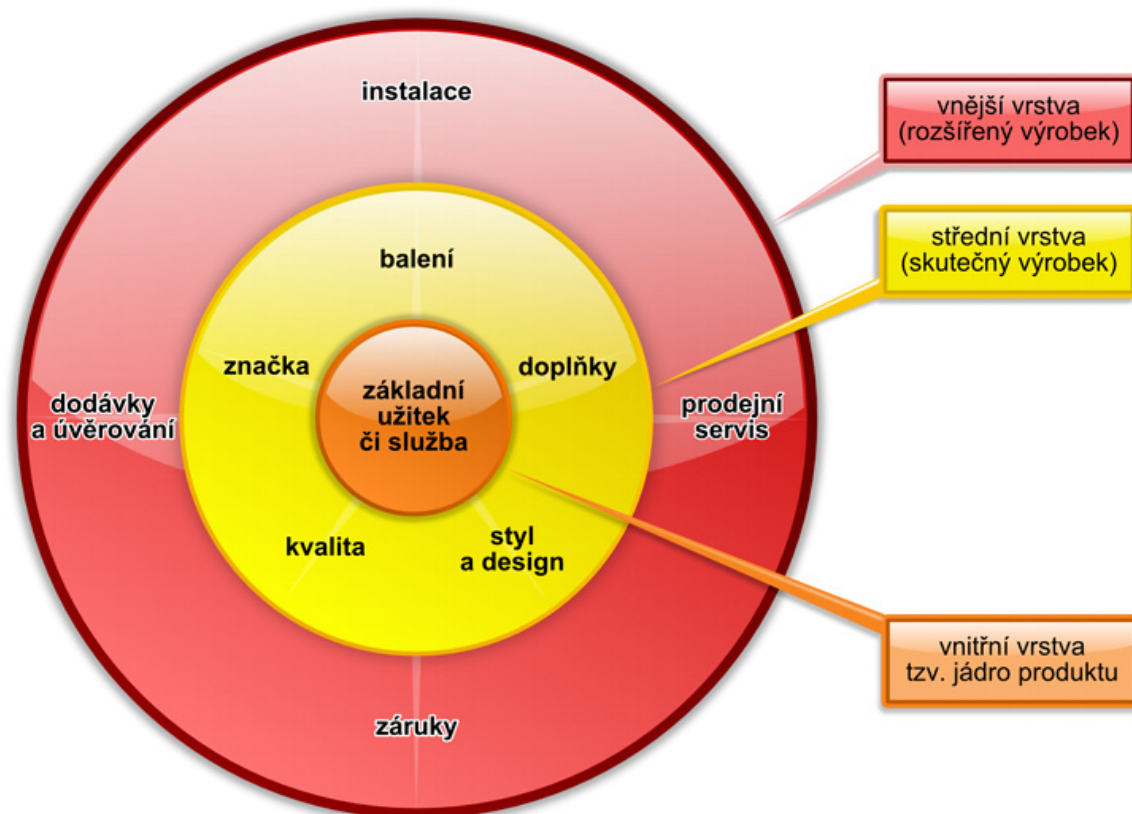 instalace
vnější vrstva
(rozšířený výrobek)
střední vrstva
(skutečný výrobek)
balení
značka
doplňky
základní
užitek
či služba
dodávky
a úvěrování
prodejní
servis
kvalita
styl
a design
vnitřní vrstva
tzv. jádro produktu
záruky